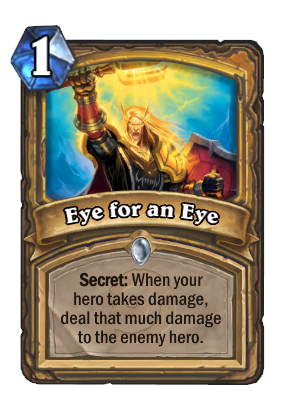 1
Eye for an Eye
Secret: When your
hero takes damage,
deal that much damage
to the enemy hero.